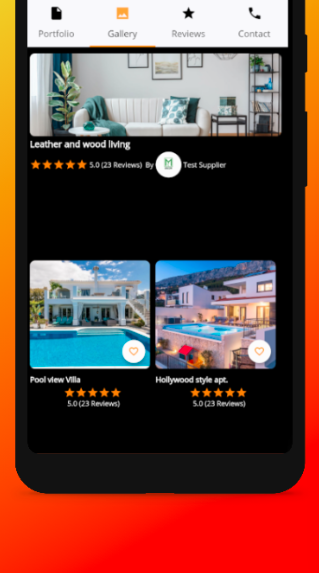 Portfolio Gallery Reviews Contact
Leather and wood living
5.0 (23 Reviews) By Test Supplier
Pool view Villa
5.0 (23 Reviews)
Hollywood style apt.
5.0 (23 Reviews)